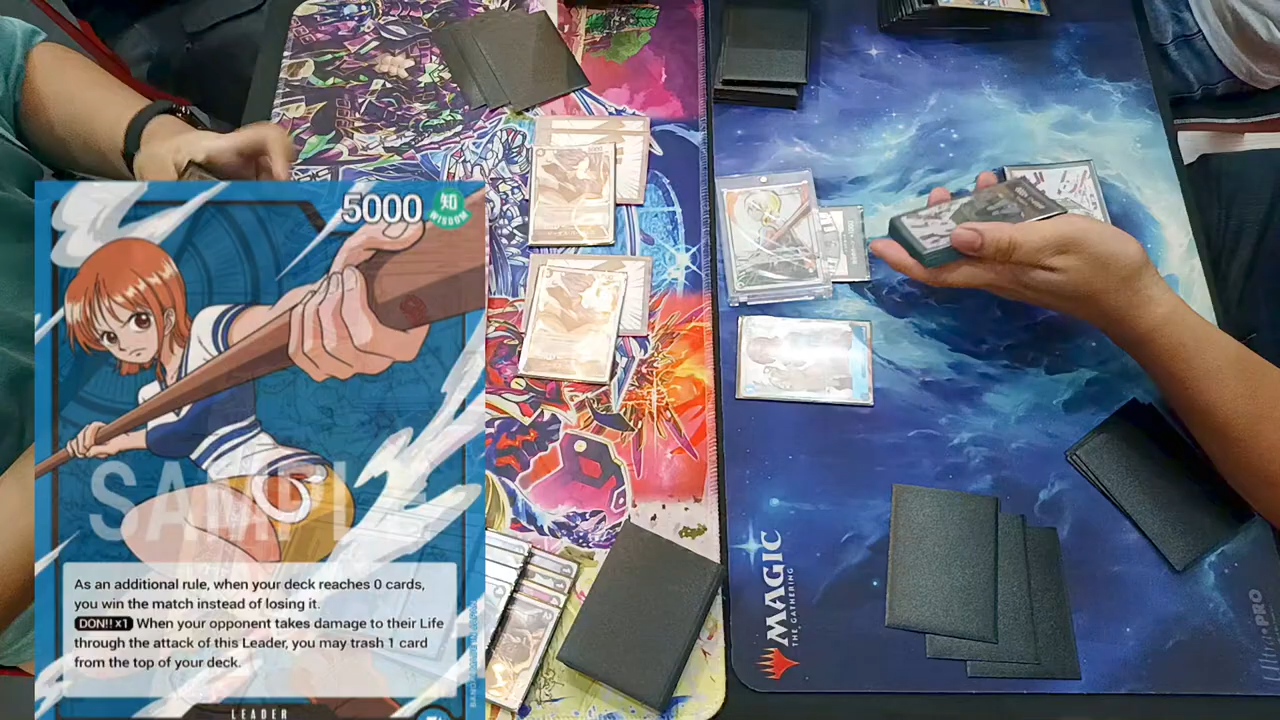 5000 知
WISDOM
SAMPLE
As an additional rule, when your deck reaches 0 cards,
you win the match instead of losing it.
DON!! ×1 When your opponent takes damage to their Life
through the attack of this Leader, you may trash 1 card
from the top of your deck.
LEADER
MAGIC
THE GATHERING
Ultra·PRO